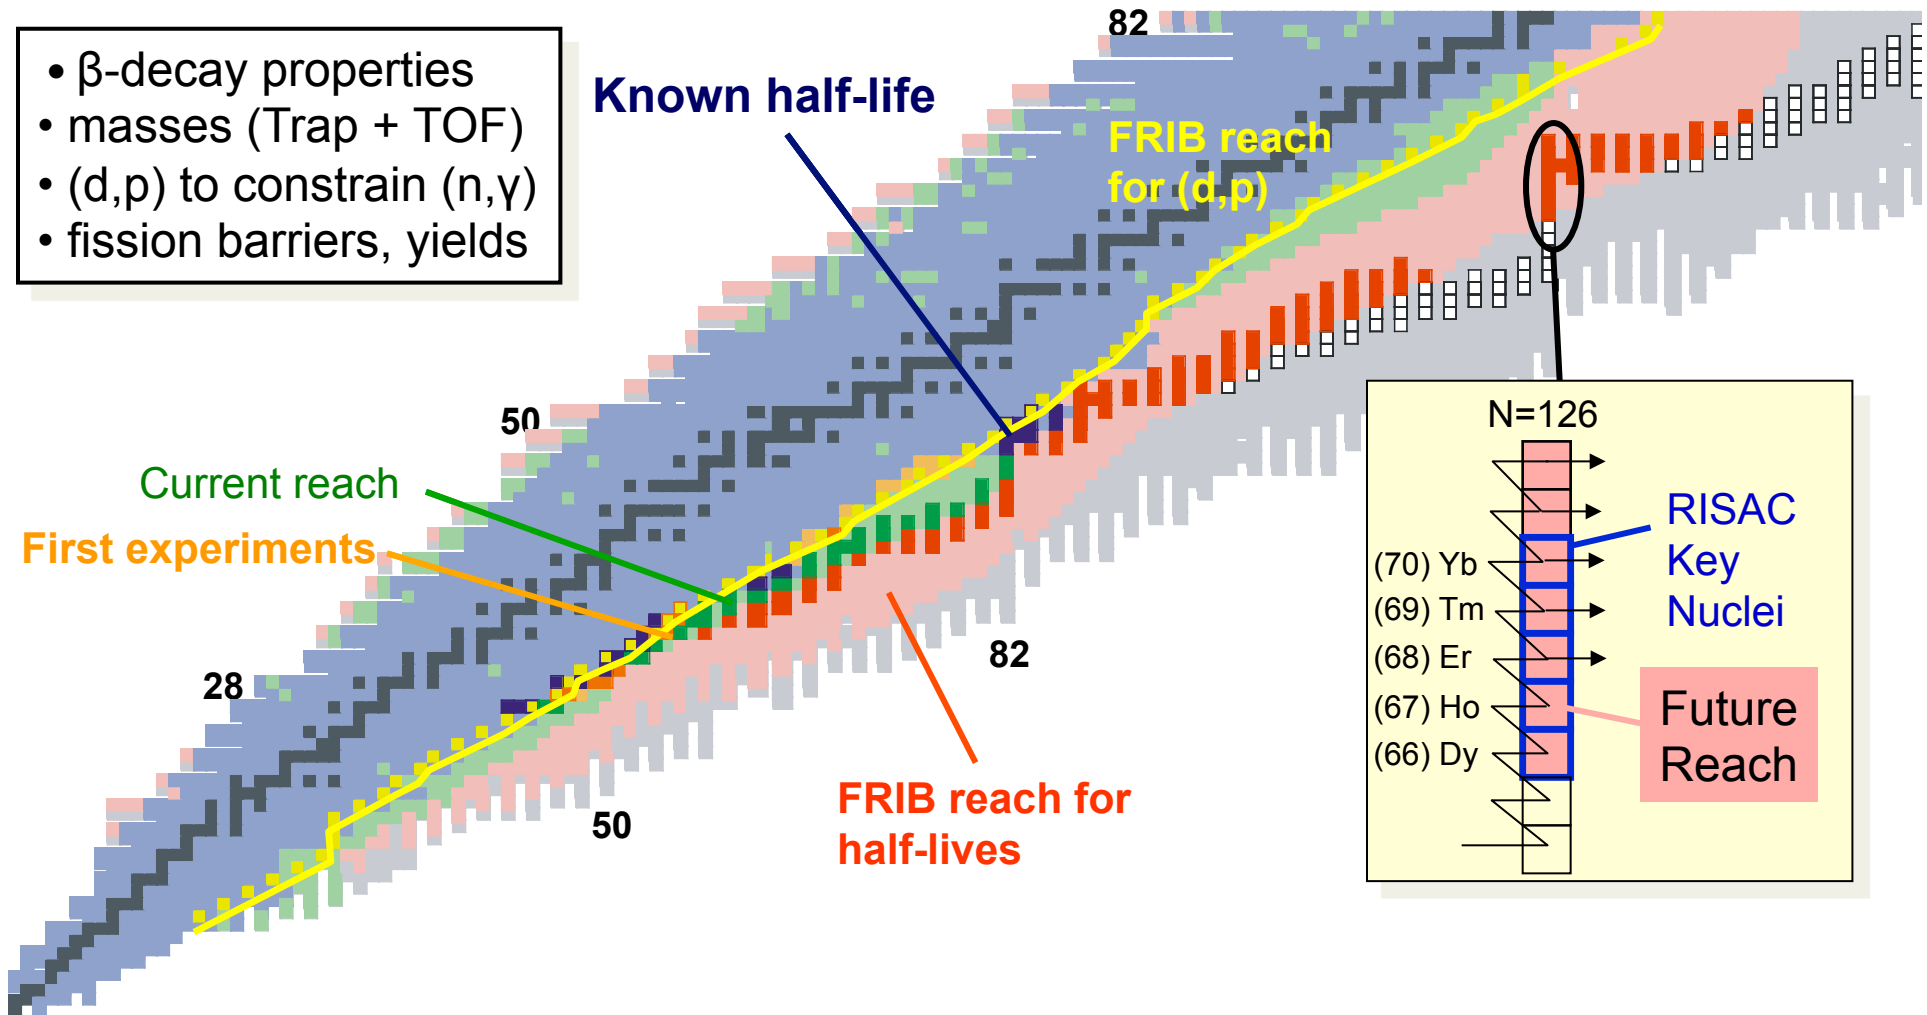 • β-decay properties
• masses (Trap + TOF)
• (d,p) to constrain (n,γ)
• fission barriers, yields
82
Known half-life
FRIB reach
for (d,p)
50
Current reach
First experiments
28
82
50
FRIB reach for
half-lives
N=126
RISAC
Key
Nuclei
(70) Yb
(69) Tm
(68) Er
(67) Ho
(66) Dy
Future
Reach